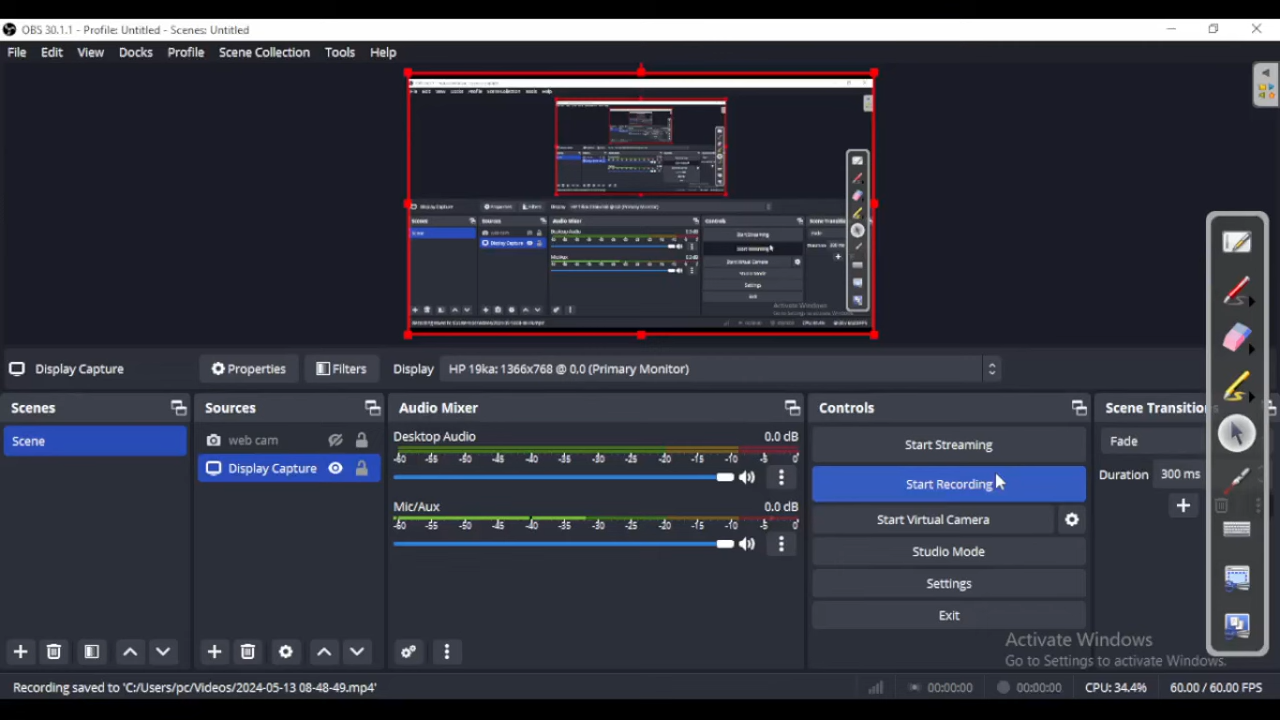 OBS 30.1.1 - Profile: Untitled - Scenes: Untitled
File Edit View Docks Profile Scene Collection Tools Help
Display Capture Properties Filters Display HP 19ka: 1366x768 @ 0,0 (Primary Monitor)
Scenes
Scene
Sources
web cam
Display Capture
Audio Mixer
Desktop Audio 0.0 dB
-60 -55 -50 -45 -40 -35 -30 -25 -20 -15 -10 -5 0
Mic/Aux 0.0 dB
-60 -55 -50 -45 -40 -35 -30 -25 -20 -15 -10 -5 0
Controls
Start Streaming
Start Recording
Start Virtual Camera
Studio Mode
Settings
Exit
Scene Transitions
Fade
Duration 300 ms
Activate Windows
Go to Settings to activate Windows.
Recording saved to 'C:/Users/pc/Videos/2024-05-13 08-48-49.mp4' 00:00:00 00:00:00 CPU: 34.4% 60.00 / 60.00 FPS